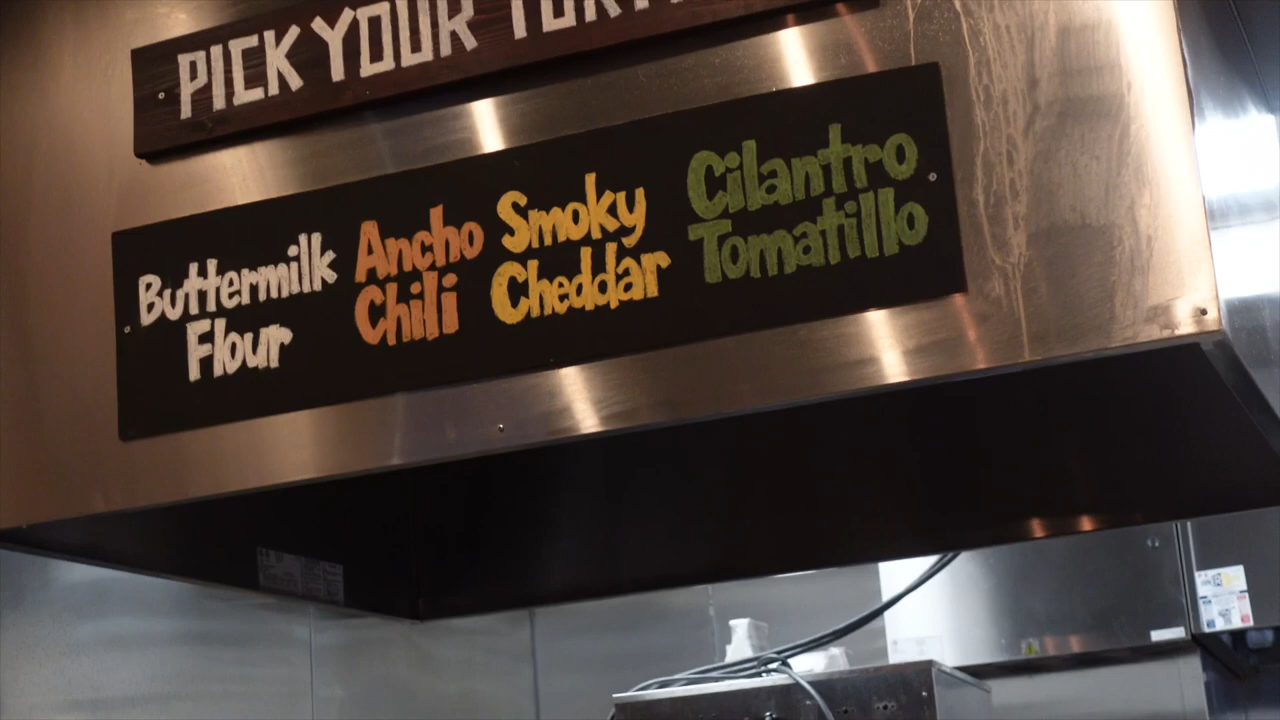 PICK YOUR
Buttermilk
Flour
Ancho
Chili
Smoky
Cheddar
Cilantro
Tomatillo